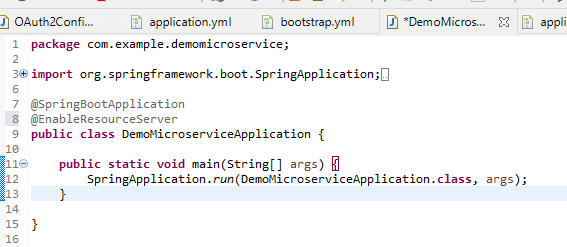 OAuth2Confi... application.yml bootstrap.yml *DemoMicros... appli
1 package com.example.demomicroservice;
2
3 import org.springframework.boot.SpringApplication;
6
7 @SpringBootApplication
8 @EnableResourceServer
9 public class DemoMicroserviceApplication {
10
11 public static void main(String[] args) {
12 SpringApplication.run(DemoMicroserviceApplication.class, args);
13 }
14
15 }
16